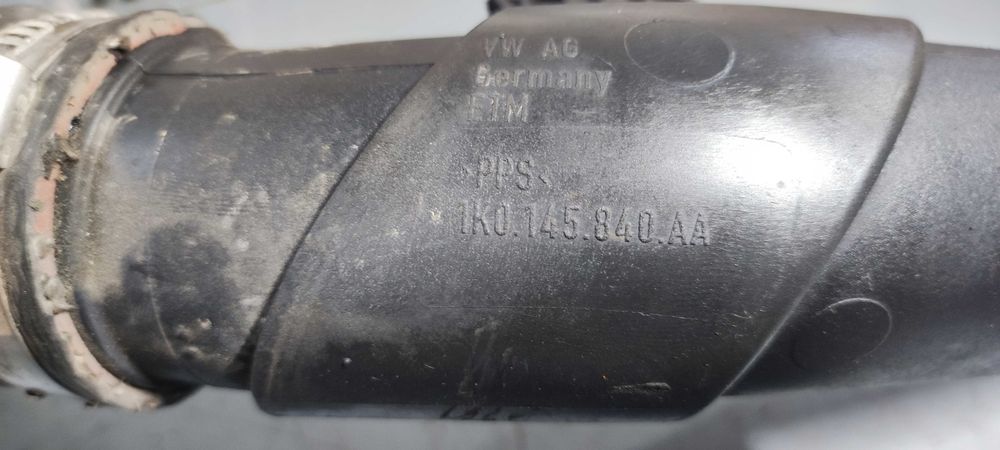 VW AG
Germany
ETM
>PPS<
1K0.145.840.AA